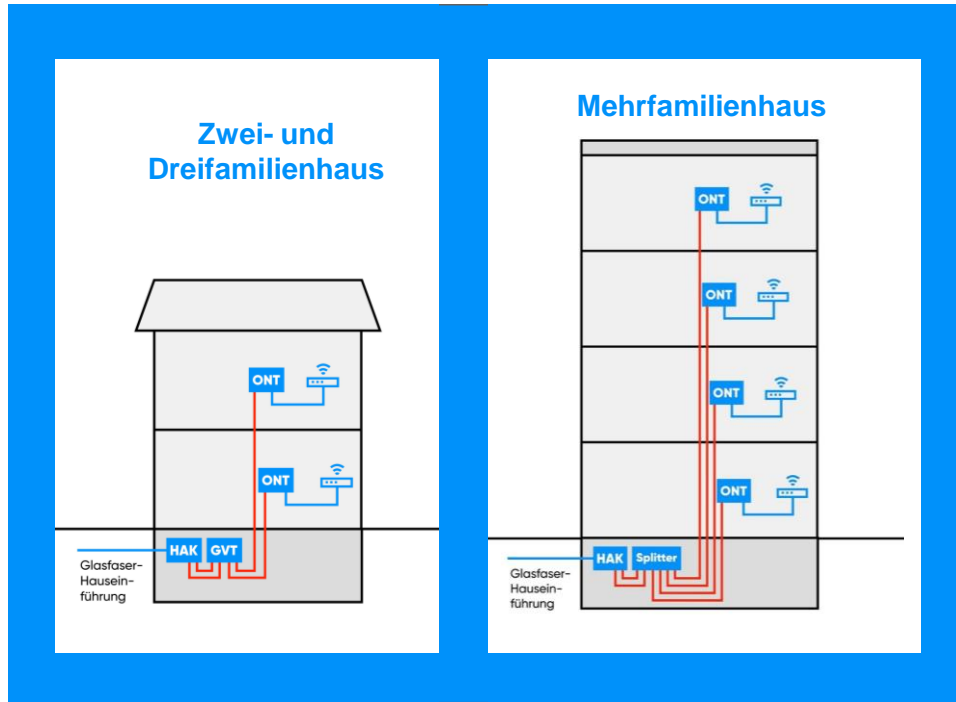 Zwei- und
Dreifamilienhaus
ONT
ONT
HAK GVT
Glasfaser-
Hausein-
führung
Mehrfamilienhaus
ONT
ONT
ONT
ONT
HAK Splitter
Glasfaser-
Hausein-
führung